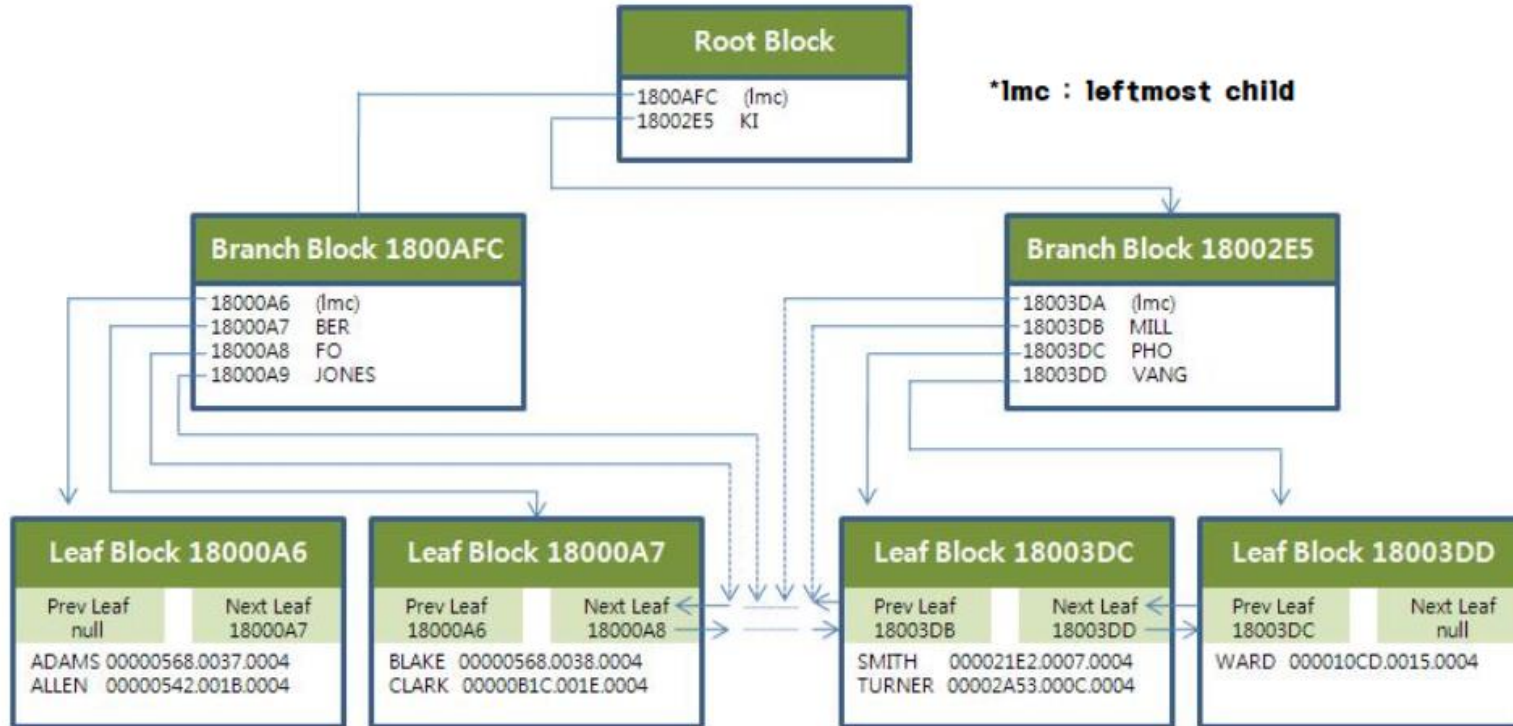 Root Block
1800AFC (lmc)
18002E5 KI
*lmc : leftmost child
Branch Block 1800AFC
18000A6 (lmc)
18000A7 BER
18000A8 FO
18000A9 JONES
Branch Block 18002E5
18003DA (lmc)
18003DB MILL
18003DC PHO
18003DD VANG
Leaf Block 18000A6
Prev Leaf Next Leaf
null 18000A7
ADAMS 00000568.0037.0004
ALLEN 00000542.001B.0004
Leaf Block 18000A7
Prev Leaf Next Leaf
18000A6 18000A8
BLAKE 00000568.0038.0004
CLARK 00000B1C.001E.0004
Leaf Block 18003DC
Prev Leaf Next Leaf
18003DB 18003DD
SMITH 000021E2.0007.0004
TURNER 00002A53.000C.0004
Leaf Block 18003DD
Prev Leaf Next Leaf
18003DC null
WARD 000010CD.0015.0004